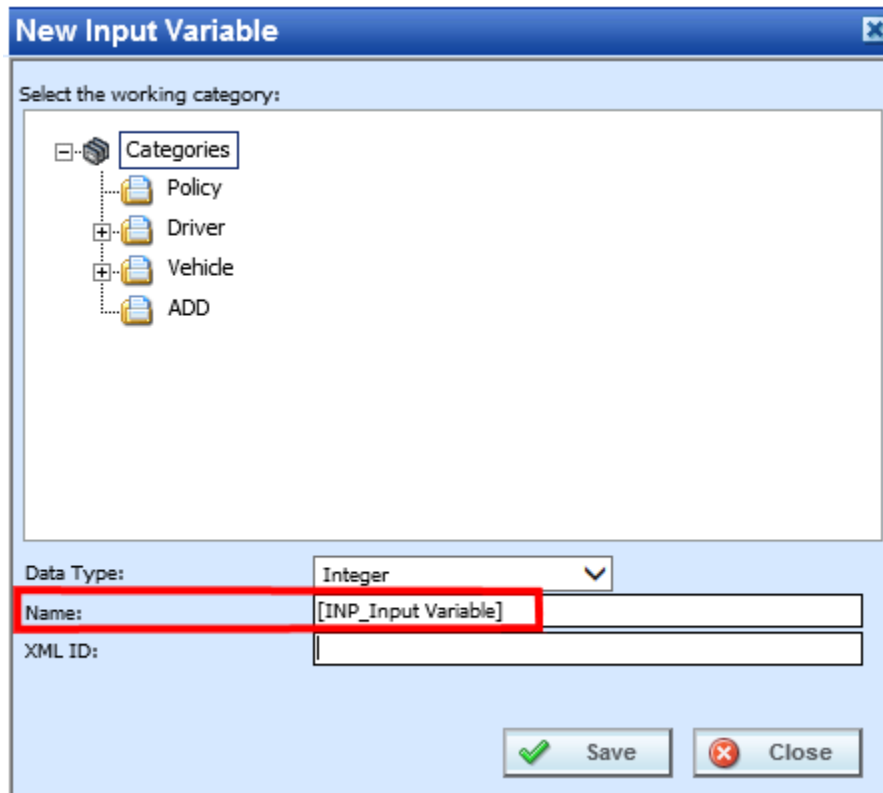 New Input Variable
Select the working category:
Categories
Policy
Driver
Vehicle
ADD
Data Type: Integer
Name: [INP_Input Variable]
XML ID:
Save Close